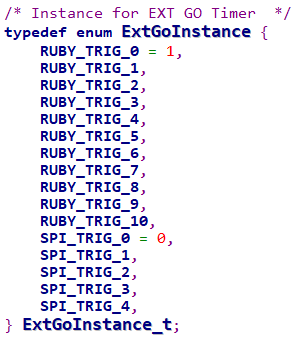 /* Instance for EXT GO Timer  */
typedef enum ExtGoInstance {
    RUBY_TRIG_0 = 1,
    RUBY_TRIG_1,
    RUBY_TRIG_2,
    RUBY_TRIG_3,
    RUBY_TRIG_4,
    RUBY_TRIG_5,
    RUBY_TRIG_6,
    RUBY_TRIG_7,
    RUBY_TRIG_8,
    RUBY_TRIG_9,
    RUBY_TRIG_10,
    SPI_TRIG_0 = 0,
    SPI_TRIG_1,
    SPI_TRIG_2,
    SPI_TRIG_3,
    SPI_TRIG_4,
} ExtGoInstance_t;